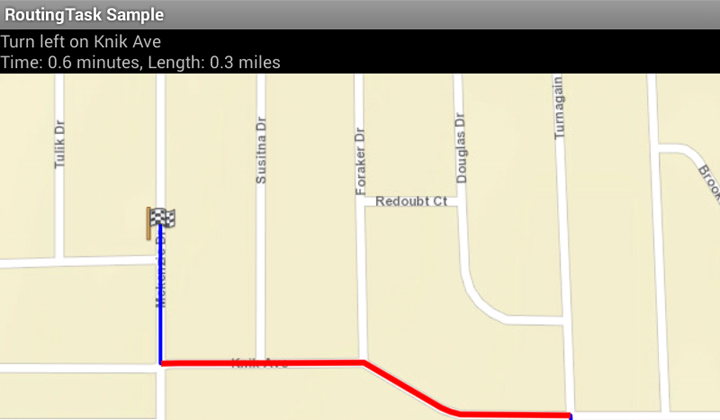 RoutingTask Sample
Turn left on Knik Ave
Time: 0.6 minutes, Length: 0.3 miles
Tulik Dr
Susitna Dr
Foraker Dr
Douglas Dr
Turnagain
Redoubt Ct
Brook
Mckenzie Dr
Knik Ave